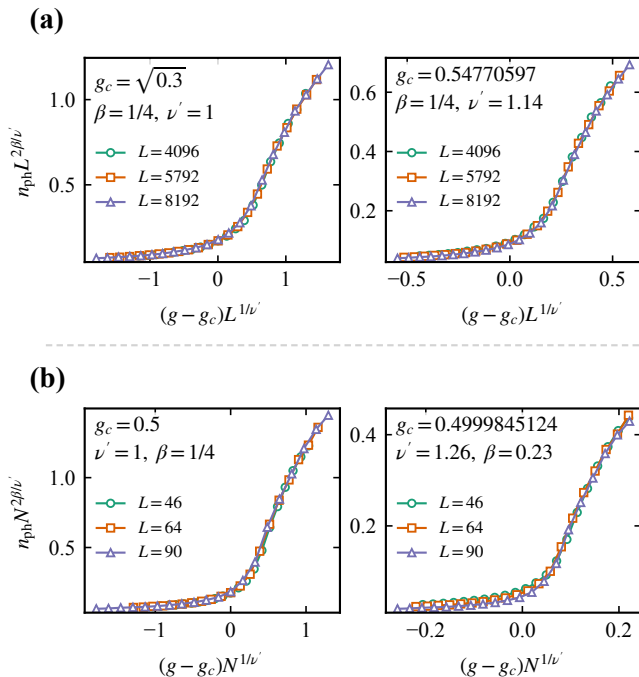 (a)
g_c = √0.3
β = 1/4, ν′ = 1
L = 4096
L = 5792
L = 8192
1.0
0.5
−1
0
1
n_ph L^{2β/ν′}
(g − g_c)L^{1/ν′}
g_c = 0.54770597
β = 1/4, ν′ = 1.14
L = 4096
L = 5792
L = 8192
0.6
0.4
0.2
−0.5
0.0
0.5
(g − g_c)L^{1/ν′}
(b)
g_c = 0.5
ν′ = 1, β = 1/4
L = 46
L = 64
L = 90
1.0
0.5
−1
0
1
n_ph N^{2β/ν′}
(g − g_c)N^{1/ν′}
g_c = 0.4999845124
ν′ = 1.26, β = 0.23
L = 46
L = 64
L = 90
0.4
0.2
−0.2
0.0
0.2
(g − g_c)N^{1/ν′}